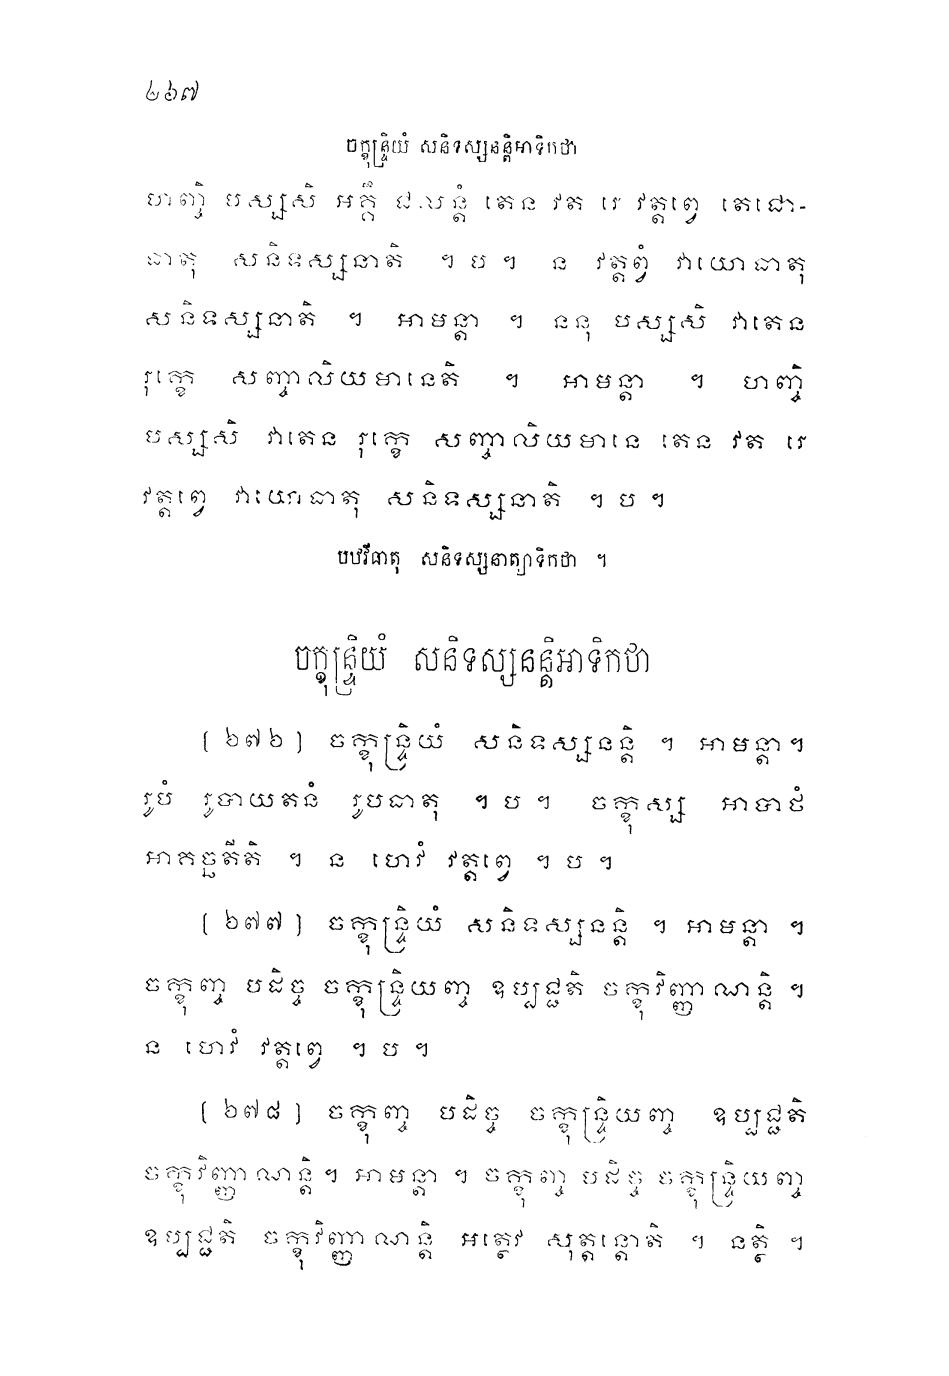 ២៦៧
ចក្ខុន្ទ្រិយំ សនិទស្សនន្តិអាទិកថា
ហញ្ចិ បស្សសិ អគ្គឹ ជលន្តំ តេន វត រេ វត្តព្វេ តេជោ-
ធាតុ សនិទស្សនាតិ ។ ប ។ ន វត្តព្វំ វាយោធាតុ
សនិទស្សនាតិ ។ អាមន្តា ។ ននុ បស្សសិ វាតេន
រុក្ខេ សញ្ចាលិយមានេតិ ។ អាមន្តា ។ ហញ្ចិ
បស្សសិ វាតេន រុក្ខេ សញ្ចាលិយមានេ តេន វត រេ
វត្តព្វេ វាយោធាតុ សនិទស្សនាតិ ។ ប ។
បឋវីធាតុ សនិទស្សនាត្យាទិកថា ។
ចក្ខុន្ទ្រិយំ សនិទស្សនន្តិអាទិកថា
[ ៦៧៦ ] ចក្ខុន្ទ្រិយំ សនិទស្សនន្តិ ។ អាមន្តា ។
រូបំ រូបាយតនំ រូបធាតុ ។ ប ។ ចក្ខុស្ស អាបាថំ
អាគច្ឆតីតិ ។ ន ហេវំ វត្តព្វេ ។ ប ។
[ ៦៧៧ ] ចក្ខុន្ទ្រិយំ សនិទស្សនន្តិ ។ អាមន្តា ។
ចក្ខុញ្ច បដិច្ច ចក្ខុន្ទ្រិយញ្ច ឧប្បជ្ជតិ ចក្ខុវិញ្ញាណន្តិ ។
ន ហេវំ វត្តព្វេ ។ ប ។
[ ៦៧៨ ] ចក្ខុញ្ច បដិច្ច ចក្ខុន្ទ្រិយញ្ច ឧប្បជ្ជតិ
ចក្ខុវិញ្ញាណន្តិ ។ អាមន្តា ។ ចក្ខុញ្ច បដិច្ច ចក្ខុន្ទ្រិយញ្ច
ឧប្បជ្ជតិ ចក្ខុវិញ្ញាណន្តិ អត្ថេវ សុត្តន្តោតិ ។ នត្ថិ ។